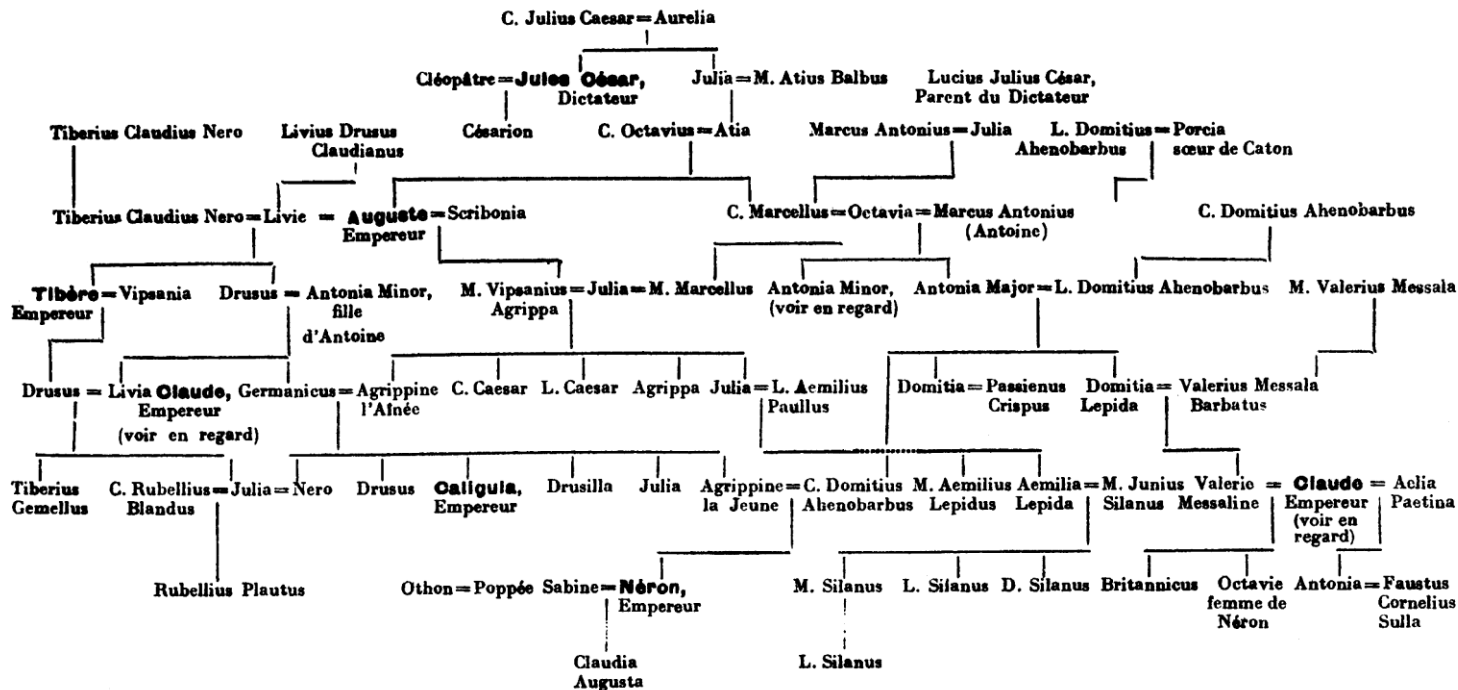 C. Julius Caesar = Aurelia
Cléopâtre = Jules César, Julia = M. Atius Balbus Lucius Julius César,
Dictateur Parent du Dictateur
Tiberius Claudius Nero Livius Drusus Césarion C. Octavius = Atia Marcus Antonius = Julia L. Domitius = Porcia
Claudianus Ahenobarbus sœur de Caton
Tiberius Claudius Nero = Livie = Auguste = Scribonia C. Marcellus = Octavia = Marcus Antonius C. Domitius Ahenobarbus
Empereur (Antoine)
Tibère = Vipsania Drusus = Antonia Minor, M. Vipsanius = Julia = M. Marcellus Antonia Minor, Antonia Major = L. Domitius Ahenobarbus M. Valerius Messala
Empereur fille Agrippa (voir en regard)
d'Antoine
Drusus = Livia Claude, Germanicus = Agrippine C. Caesar L. Caesar Agrippa Julia = L. Aemilius Domitia = Passienus Domitia = Valerius Messala
Empereur l'Aînée Paullus Crispus Lepida Barbatus
(voir en regard)
Tiberius C. Rubellius = Julia = Nero Drusus Caligula, Drusilla Julia Agrippine = C. Domitius M. Aemilius Aemilia = M. Junius Valerie = Claude = Aelia
Gemellus Blandus Empereur la Jeune Ahenobarbus Lepidus Lepida Silanus Messaline Empereur Paetina
(voir en
regard)
Rubellius Plautus Othon = Poppée Sabine = Néron, M. Silanus L. Silanus D. Silanus Britannicus Octavie Antonia = Faustus
Empereur femme de Cornelius
Néron Sulla
Claudia L. Silanus
Augusta